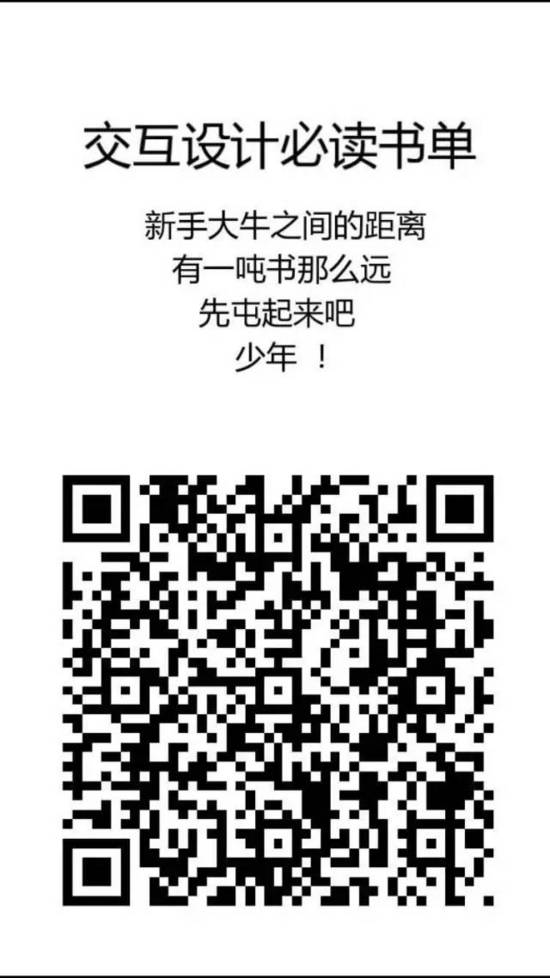 交互设计必读书单
新手大牛之间的距离
有一吨书那么远
先屯起来吧
少年 ！